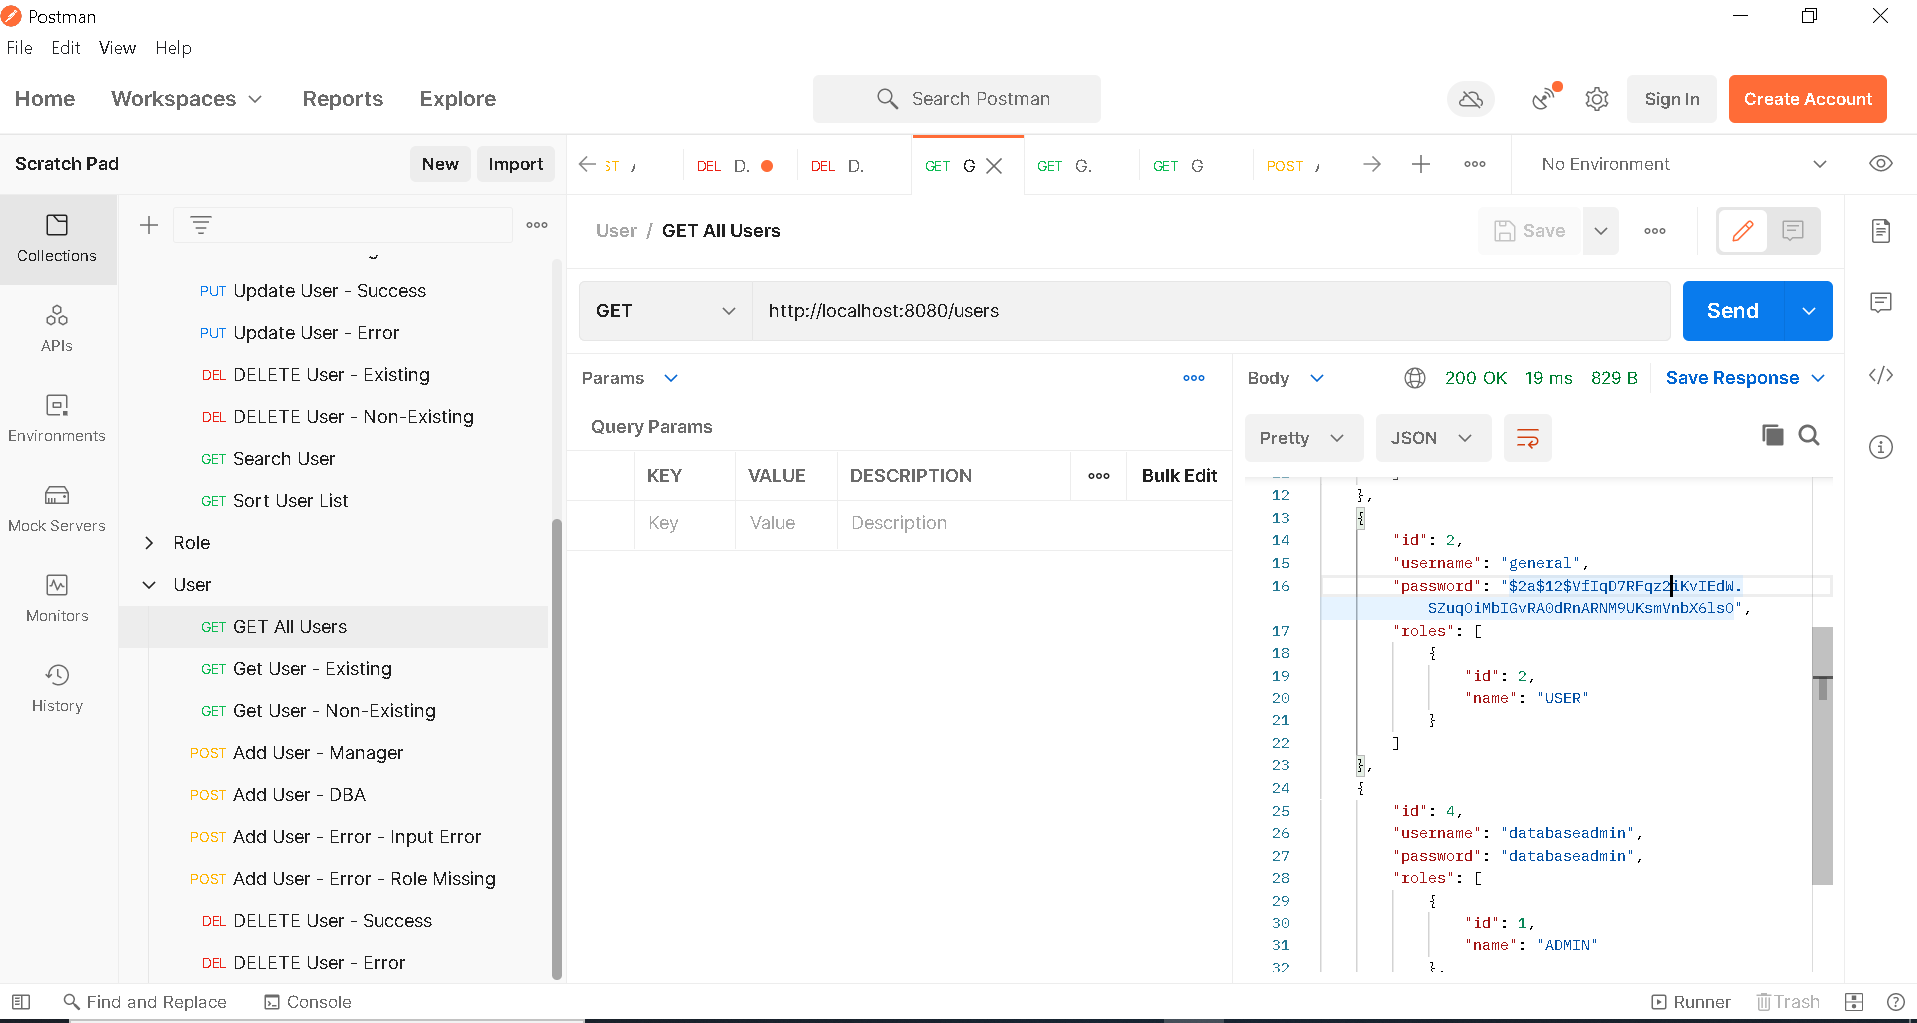 Postman
File Edit View Help
Home Workspaces Reports Explore
Search Postman
Sign In
Create Account
Scratch Pad
New
Import
ST
DEL D.
DEL D.
GET G
GET G.
GET G
POST
No Environment
Collections
APIs
Environments
Mock Servers
Monitors
History
PUT Update User - Success
PUT Update User - Error
DEL DELETE User - Existing
DEL DELETE User - Non-Existing
GET Search User
GET Sort User List
Role
User
GET GET All Users
GET Get User - Existing
GET Get User - Non-Existing
POST Add User - Manager
POST Add User - DBA
POST Add User - Error - Input Error
POST Add User - Error - Role Missing
DEL DELETE User - Success
DEL DELETE User - Error
User / GET All Users
Save
GET
http://localhost:8080/users
Send
Params
Query Params
KEY VALUE DESCRIPTION
Bulk Edit
Key Value Description
Body
200 OK 19 ms 829 B
Save Response
Pretty
JSON
12 },
13 {
14 "id": 2,
15 "username": "general",
16 "password": "$2a$12$VfIqD7RFqz2iKvIEdW.
SZuqOiMbIGvRA0dRnARNM9UKsmVnbX6lsO",
17 "roles": [
18 {
19 "id": 2,
20 "name": "USER"
21 }
22 ]
23 },
24 {
25 "id": 4,
26 "username": "databaseadmin",
27 "password": "databaseadmin",
28 "roles": [
29 {
30 "id": 1,
31 "name": "ADMIN"
32 },
Find and Replace
Console
Runner
Trash